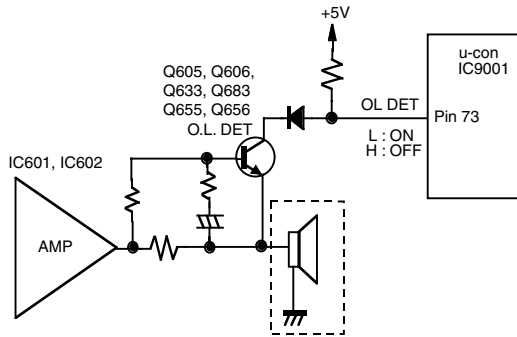 +5V
u-con
IC9001
Q605, Q606,
Q633, Q683
Q655, Q656
O.L. DET
OL DET
Pin 73
L : ON
H : OFF
IC601, IC602
AMP